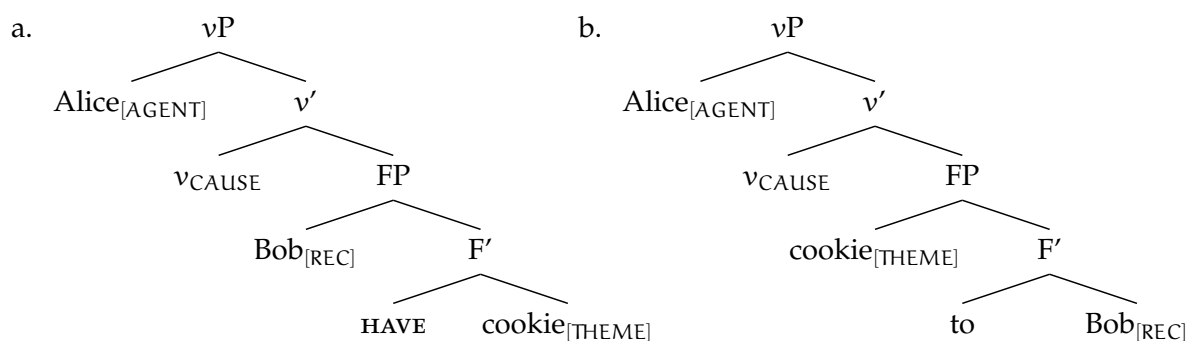 a. vP b. vP
Alice[AGENT] v' Alice[AGENT] v'
vCAUSE FP vCAUSE FP
Bob[REC] F' cookie[THEME] F'
HAVE cookie[THEME] to Bob[REC]